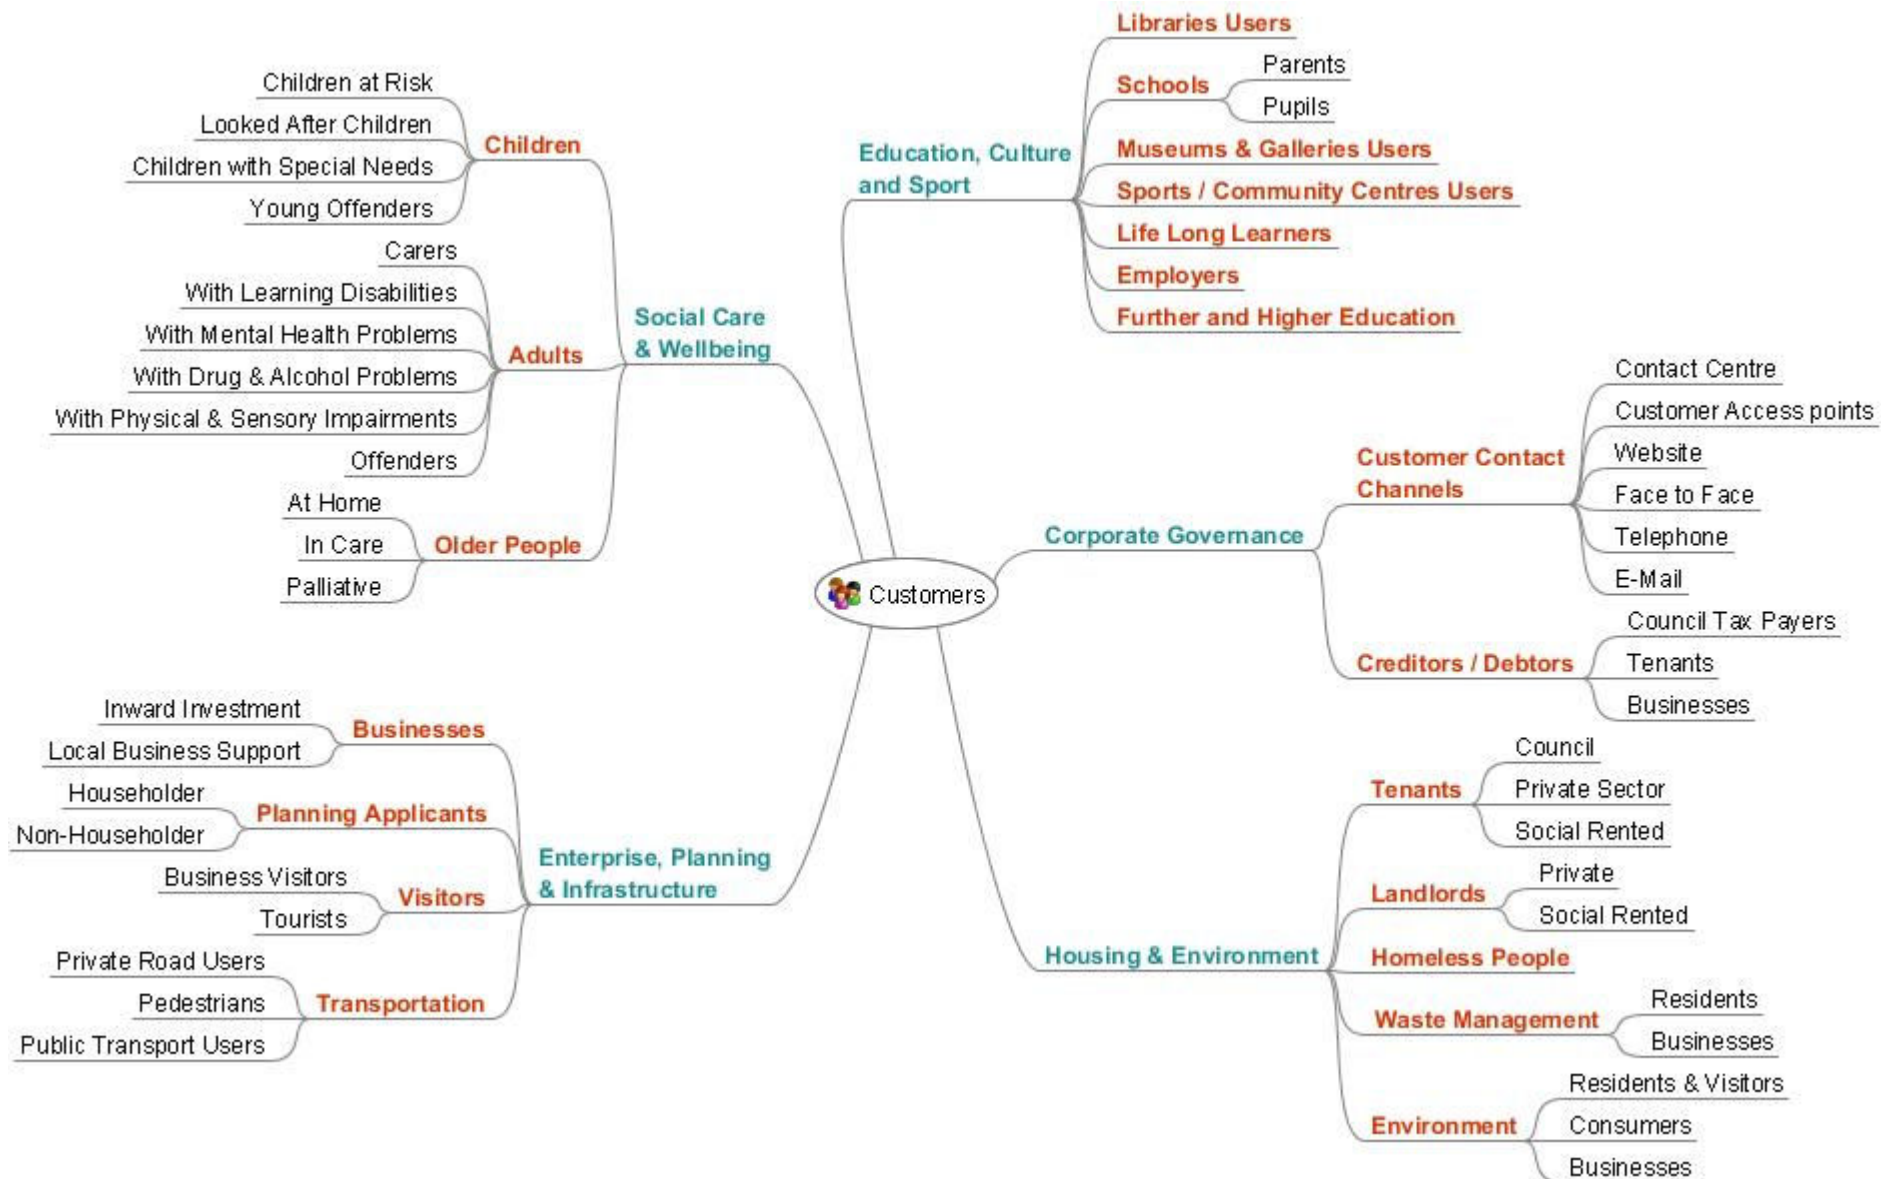 Customers
Social Care
& Wellbeing
Children
Children at Risk
Looked After Children
Children with Special Needs
Young Offenders
Adults
Carers
With Learning Disabilities
With Mental Health Problems
With Drug & Alcohol Problems
With Physical & Sensory Impairments
Offenders
Older People
At Home
In Care
Palliative
Enterprise, Planning
& Infrastructure
Businesses
Inward Investment
Local Business Support
Planning Applicants
Householder
Non-Householder
Visitors
Business Visitors
Tourists
Transportation
Private Road Users
Pedestrians
Public Transport Users
Education, Culture
and Sport
Libraries Users
Schools
Parents
Pupils
Museums & Galleries Users
Sports / Community Centres Users
Life Long Learners
Employers
Further and Higher Education
Corporate Governance
Customer Contact
Channels
Contact Centre
Customer Access points
Website
Face to Face
Telephone
E-Mail
Creditors / Debtors
Council Tax Payers
Tenants
Businesses
Housing & Environment
Tenants
Council
Private Sector
Social Rented
Landlords
Private
Social Rented
Homeless People
Waste Management
Residents
Businesses
Environment
Residents & Visitors
Consumers
Businesses